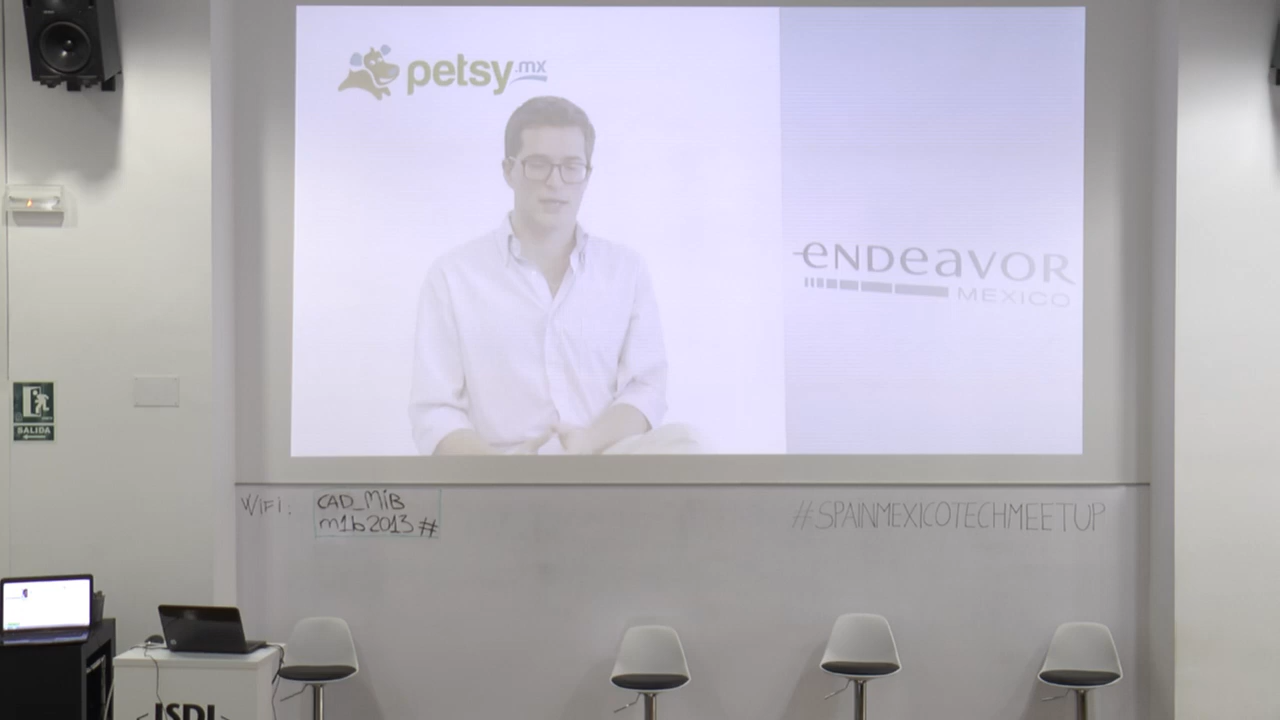 petsy.mx
eNDeavoR
MEXICO
WIFI:
CAD_MiB
m1b2013#
#SPAINMEXICOTECHMEETUP
SALIDA
ISDI